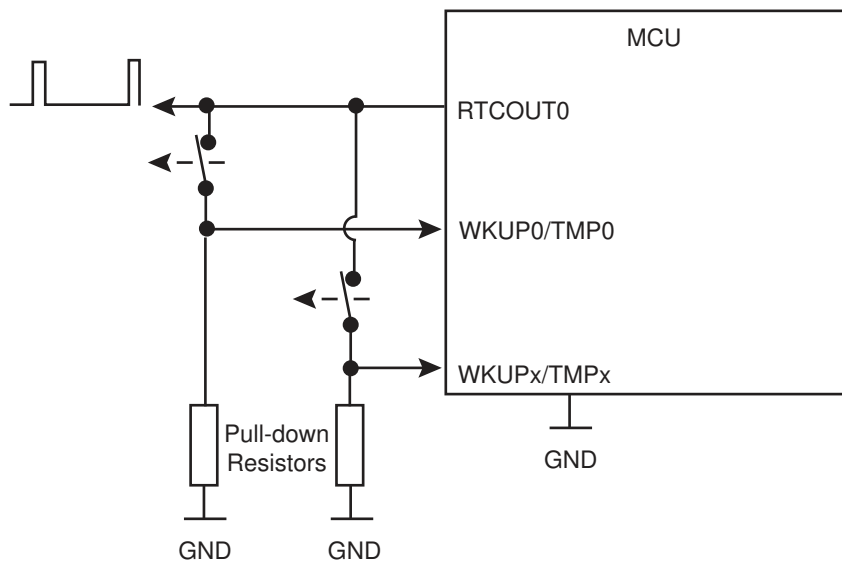 MCU
RTCOUT0
WKUP0/TMP0
WKUPx/TMPx
Pull-down
Resistors
GND
GND
GND